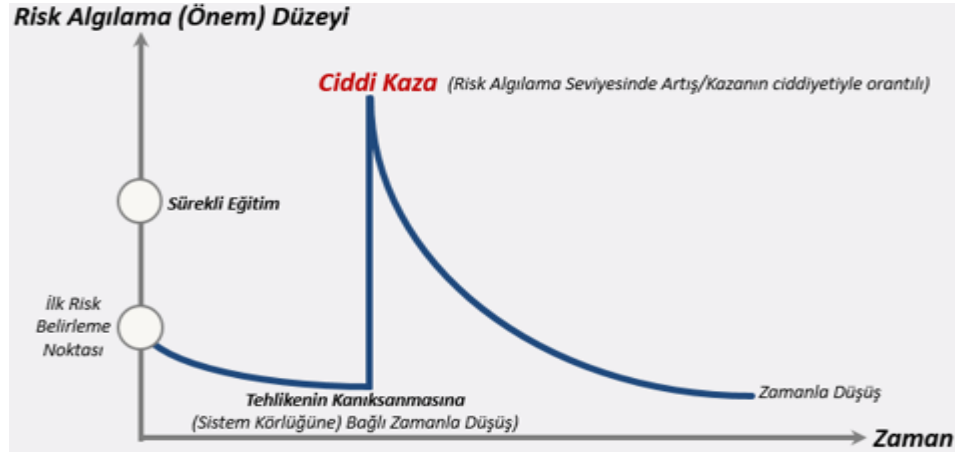 Risk Algılama (Önem) Düzeyi
Ciddi Kaza (Risk Algılama Seviyesinde Artış/Kazanın ciddiyetiyle orantılı)
Sürekli Eğitim
İlk Risk
Belirleme
Noktası
Tehlikenin Kanıksanmasına
(Sistem Körlüğüne) Bağlı Zamanla Düşüş)
Zamanla Düşüş
Zaman